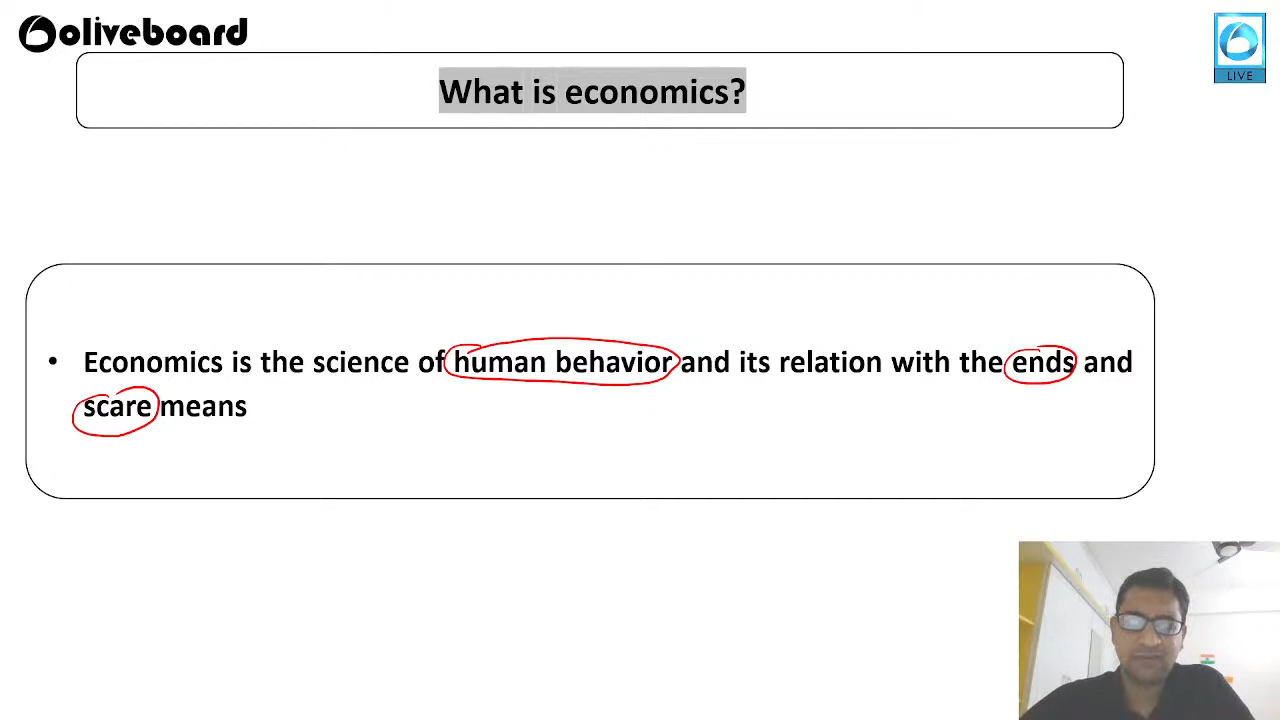 oliveboard
LIVE
What is economics?
• Economics is the science of human behavior and its relation with the ends and
scare means